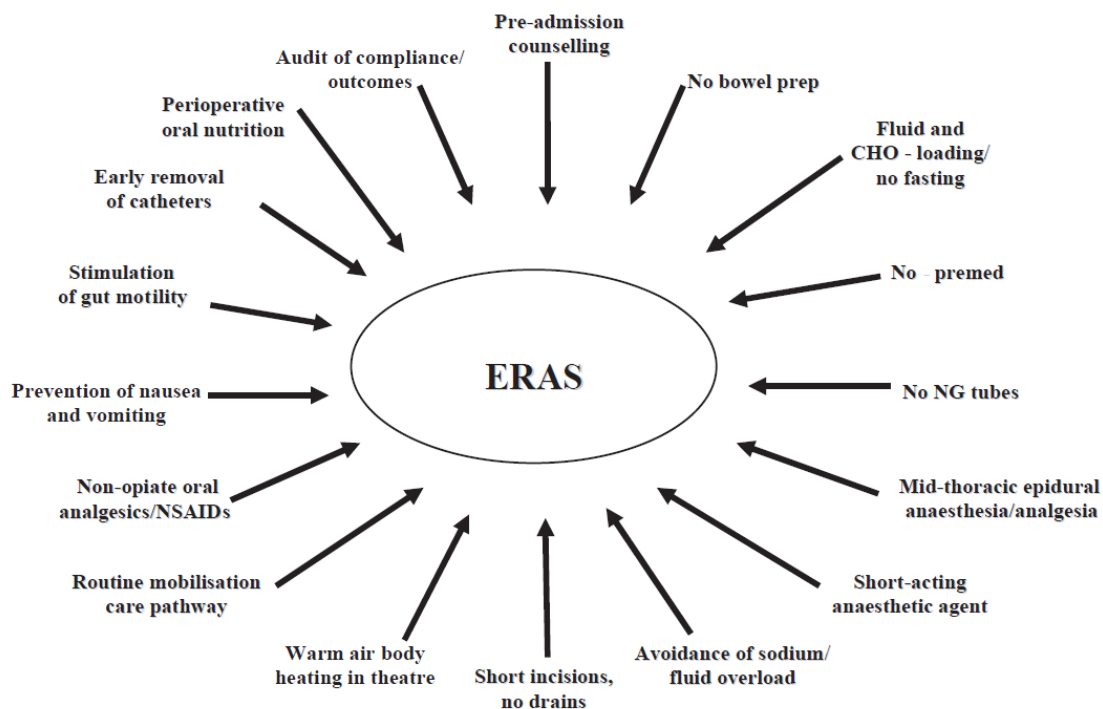 Pre-admission
counselling
Audit of compliance/
outcomes
No bowel prep
Perioperative
oral nutrition
Fluid and
CHO - loading/
no fasting
Early removal
of catheters
Stimulation
of gut motility
No - premed
ERAS
Prevention of nausea
and vomiting
No NG tubes
Non-opiate oral
analgesics/NSAIDs
Mid-thoracic epidural
anaesthesia/analgesia
Routine mobilisation
care pathway
Short-acting
anaesthetic agent
Warm air body
heating in theatre
Short incisions,
no drains
Avoidance of sodium/
fluid overload